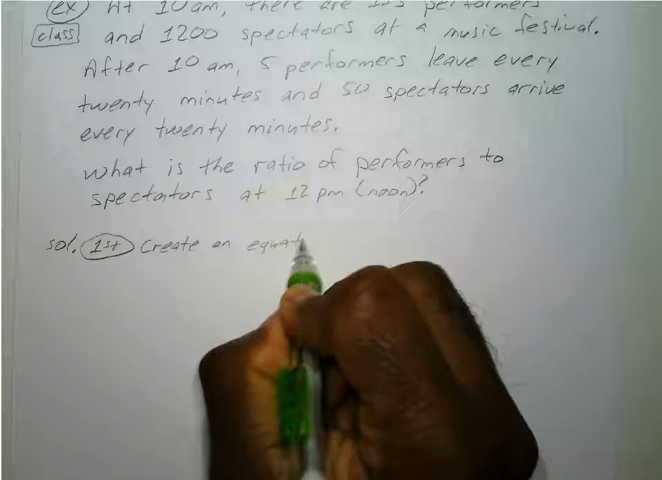 (ex) At 10 am, there are performers
class and 1200 spectators at a music festival.
After 10 am, 5 performers leave every
twenty minutes and 50 spectators arrive
every twenty minutes.
What is the ratio of performers to
spectators at 12 pm (noon)?
sol. 1st Create an equat